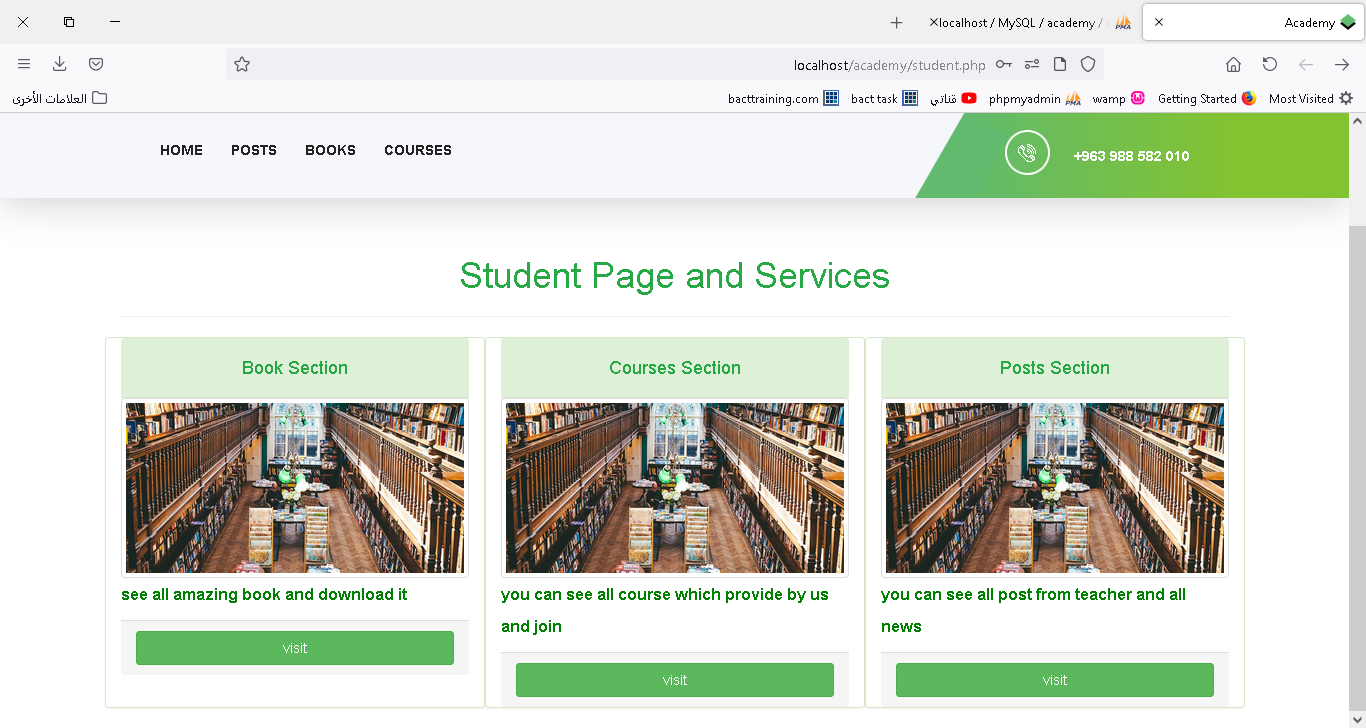 localhost / MySQL / academy /
Academy
localhost/academy/student.php
العلامات الأخرى
bacttraining.com
bact task
قناتي
phpmyadmin
wamp
Getting Started
Most Visited
HOME
POSTS
BOOKS
COURSES
+963 988 582 010
Student Page and Services
Book Section
see all amazing book and download it
visit
Courses Section
you can see all course which provide by us
and join
visit
Posts Section
you can see all post from teacher and all
news
visit